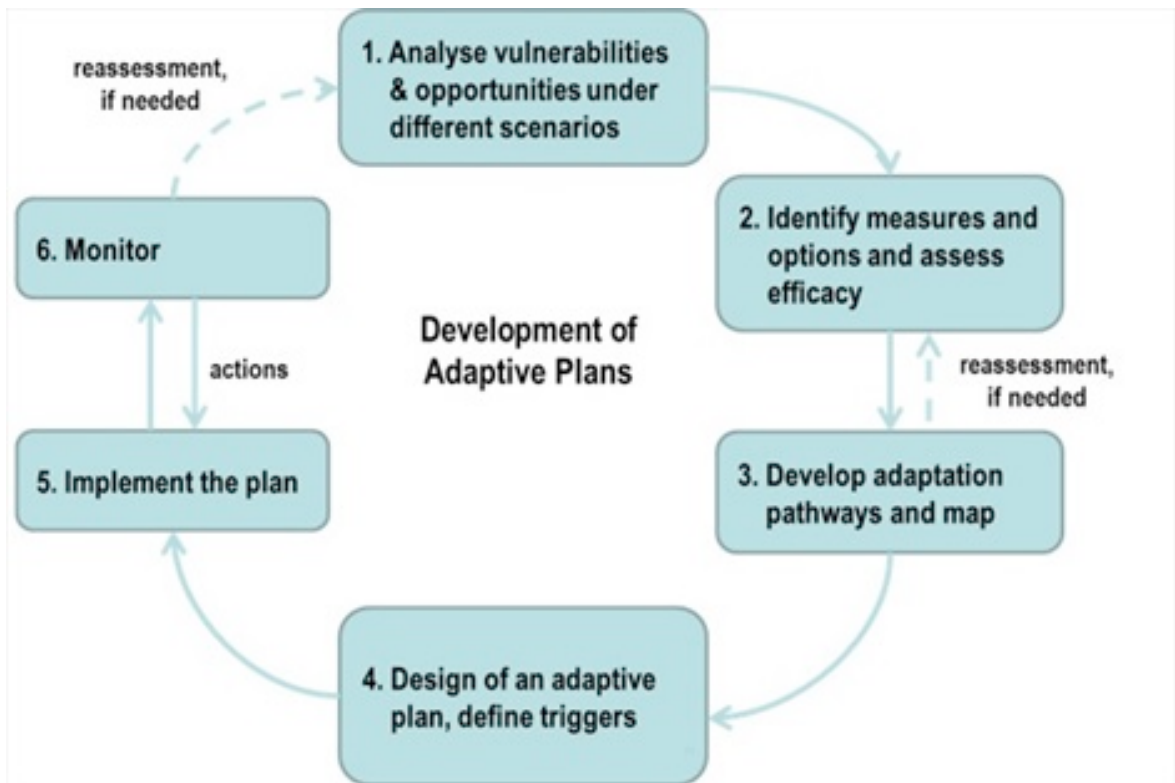 1. Analyse vulnerabilities
& opportunities under
different scenarios
reassessment,
if needed
2. Identify measures and
options and assess
efficacy
6. Monitor
Development of
Adaptive Plans
actions
reassessment,
if needed
3. Develop adaptation
pathways and map
5. Implement the plan
4. Design of an adaptive
plan, define triggers